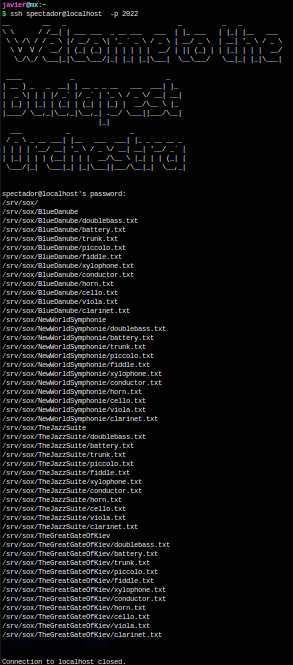 javier@mx:~
$ ssh spectador@localhost -p 2022
Welcome to the
Budapest
Orchestra
spectador@localhost's password:
/srv/sox/
/srv/sox/BlueDanube
/srv/sox/BlueDanube/doublebass.txt
/srv/sox/BlueDanube/battery.txt
/srv/sox/BlueDanube/trunk.txt
/srv/sox/BlueDanube/piccolo.txt
/srv/sox/BlueDanube/fiddle.txt
/srv/sox/BlueDanube/xylophone.txt
/srv/sox/BlueDanube/conductor.txt
/srv/sox/BlueDanube/horn.txt
/srv/sox/BlueDanube/cello.txt
/srv/sox/BlueDanube/viola.txt
/srv/sox/BlueDanube/clarinet.txt
/srv/sox/NewWorldSymphonie
/srv/sox/NewWorldSymphonie/doublebass.txt
/srv/sox/NewWorldSymphonie/battery.txt
/srv/sox/NewWorldSymphonie/trunk.txt
/srv/sox/NewWorldSymphonie/piccolo.txt
/srv/sox/NewWorldSymphonie/fiddle.txt
/srv/sox/NewWorldSymphonie/xylophone.txt
/srv/sox/NewWorldSymphonie/conductor.txt
/srv/sox/NewWorldSymphonie/horn.txt
/srv/sox/NewWorldSymphonie/cello.txt
/srv/sox/NewWorldSymphonie/viola.txt
/srv/sox/NewWorldSymphonie/clarinet.txt
/srv/sox/TheJazzSuite
/srv/sox/TheJazzSuite/doublebass.txt
/srv/sox/TheJazzSuite/battery.txt
/srv/sox/TheJazzSuite/trunk.txt
/srv/sox/TheJazzSuite/piccolo.txt
/srv/sox/TheJazzSuite/fiddle.txt
/srv/sox/TheJazzSuite/xylophone.txt
/srv/sox/TheJazzSuite/conductor.txt
/srv/sox/TheJazzSuite/horn.txt
/srv/sox/TheJazzSuite/cello.txt
/srv/sox/TheJazzSuite/viola.txt
/srv/sox/TheJazzSuite/clarinet.txt
/srv/sox/TheGreatGateOfKiev
/srv/sox/TheGreatGateOfKiev/doublebass.txt
/srv/sox/TheGreatGateOfKiev/battery.txt
/srv/sox/TheGreatGateOfKiev/trunk.txt
/srv/sox/TheGreatGateOfKiev/piccolo.txt
/srv/sox/TheGreatGateOfKiev/fiddle.txt
/srv/sox/TheGreatGateOfKiev/xylophone.txt
/srv/sox/TheGreatGateOfKiev/conductor.txt
/srv/sox/TheGreatGateOfKiev/horn.txt
/srv/sox/TheGreatGateOfKiev/cello.txt
/srv/sox/TheGreatGateOfKiev/viola.txt
/srv/sox/TheGreatGateOfKiev/clarinet.txt
Connection to localhost closed.